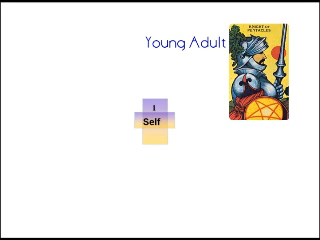 Young Adult
KNIGHT OF
PENTACLES
I
Self